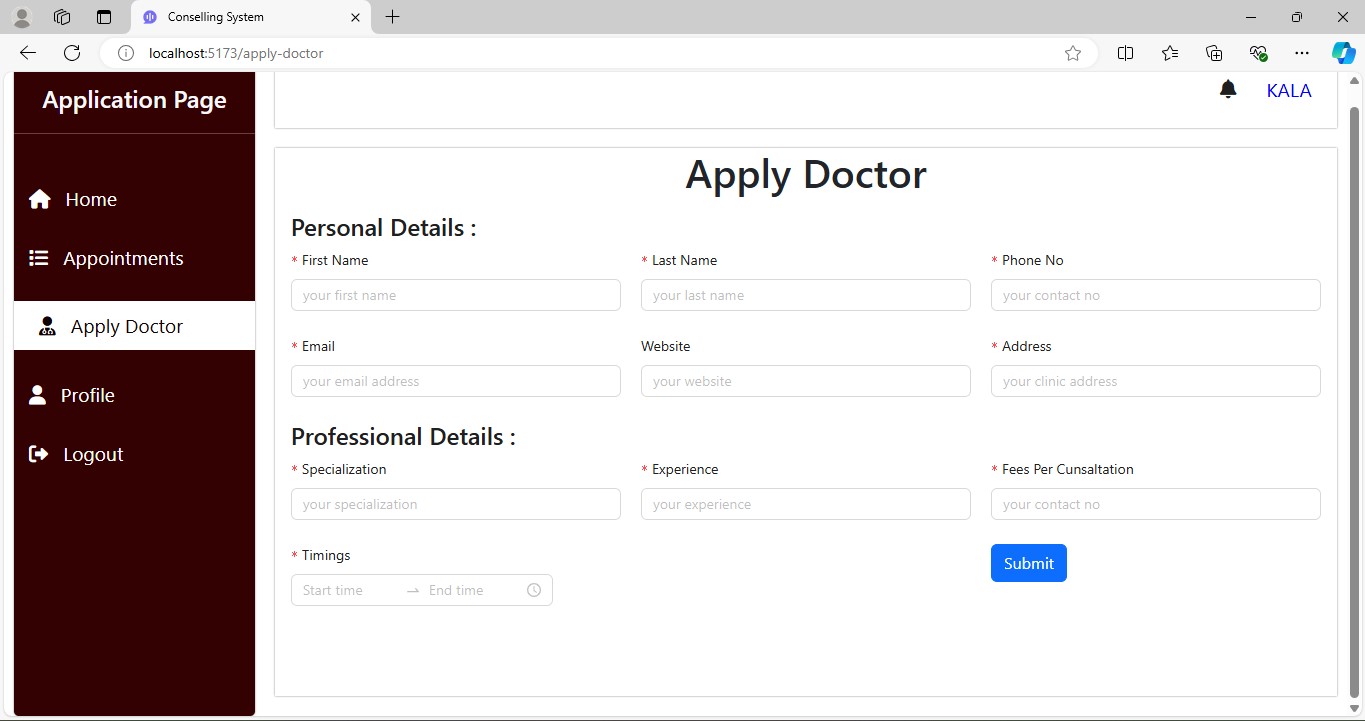 Conselling System
localhost:5173/apply-doctor
Application Page
KALA
Home
Appointments
Apply Doctor
Profile
Logout
Apply Doctor
Personal Details :
* First Name * Last Name * Phone No
your first name your last name your contact no
* Email Website * Address
your email address your website your clinic address
Professional Details :
* Specialization * Experience * Fees Per Cunsaltation
your specialization your experience your contact no
* Timings
Submit
Start time → End time